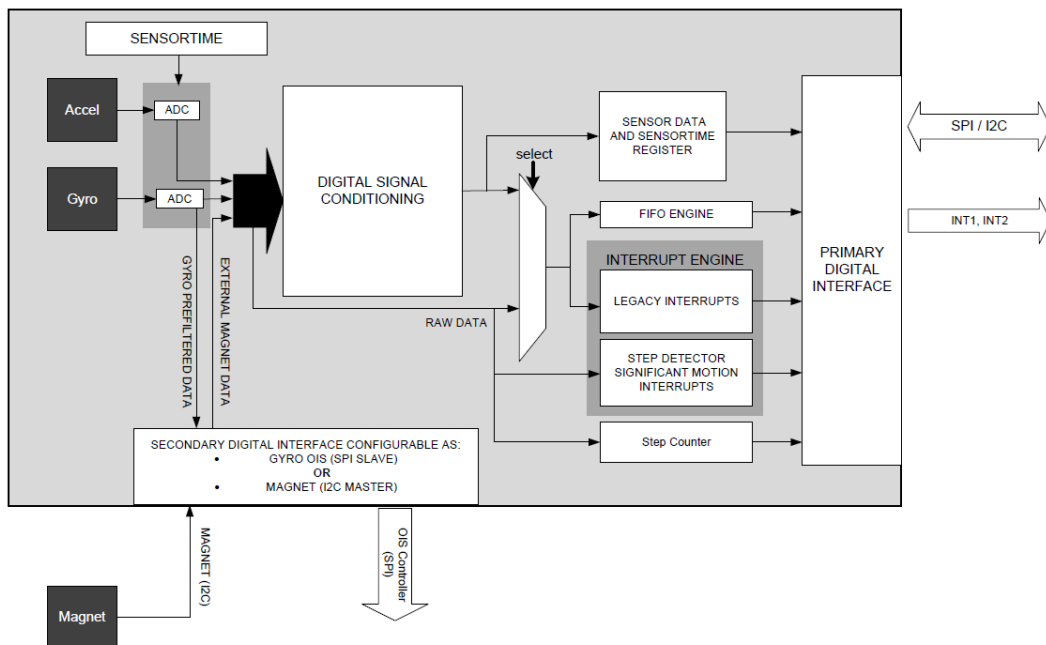 SENSORTIME
Accel
ADC
Gyro
ADC
DIGITAL SIGNAL
CONDITIONING
select
SENSOR DATA
AND SENSORTIME
REGISTER
FIFO ENGINE
INTERRUPT ENGINE
LEGACY INTERRUPTS
STEP DETECTOR
SIGNIFICANT MOTION
INTERRUPTS
Step Counter
PRIMARY
DIGITAL
INTERFACE
SPI / I2C
INT1, INT2
RAW DATA
GYRO PREFILTERED DATA
EXTERNAL MAGNET DATA
SECONDARY DIGITAL INTERFACE CONFIGURABLE AS:
• GYRO OIS (SPI SLAVE)
OR
• MAGNET (I2C MASTER)
MAGNET (I2C)
OIS Controller
(SPI)
Magnet